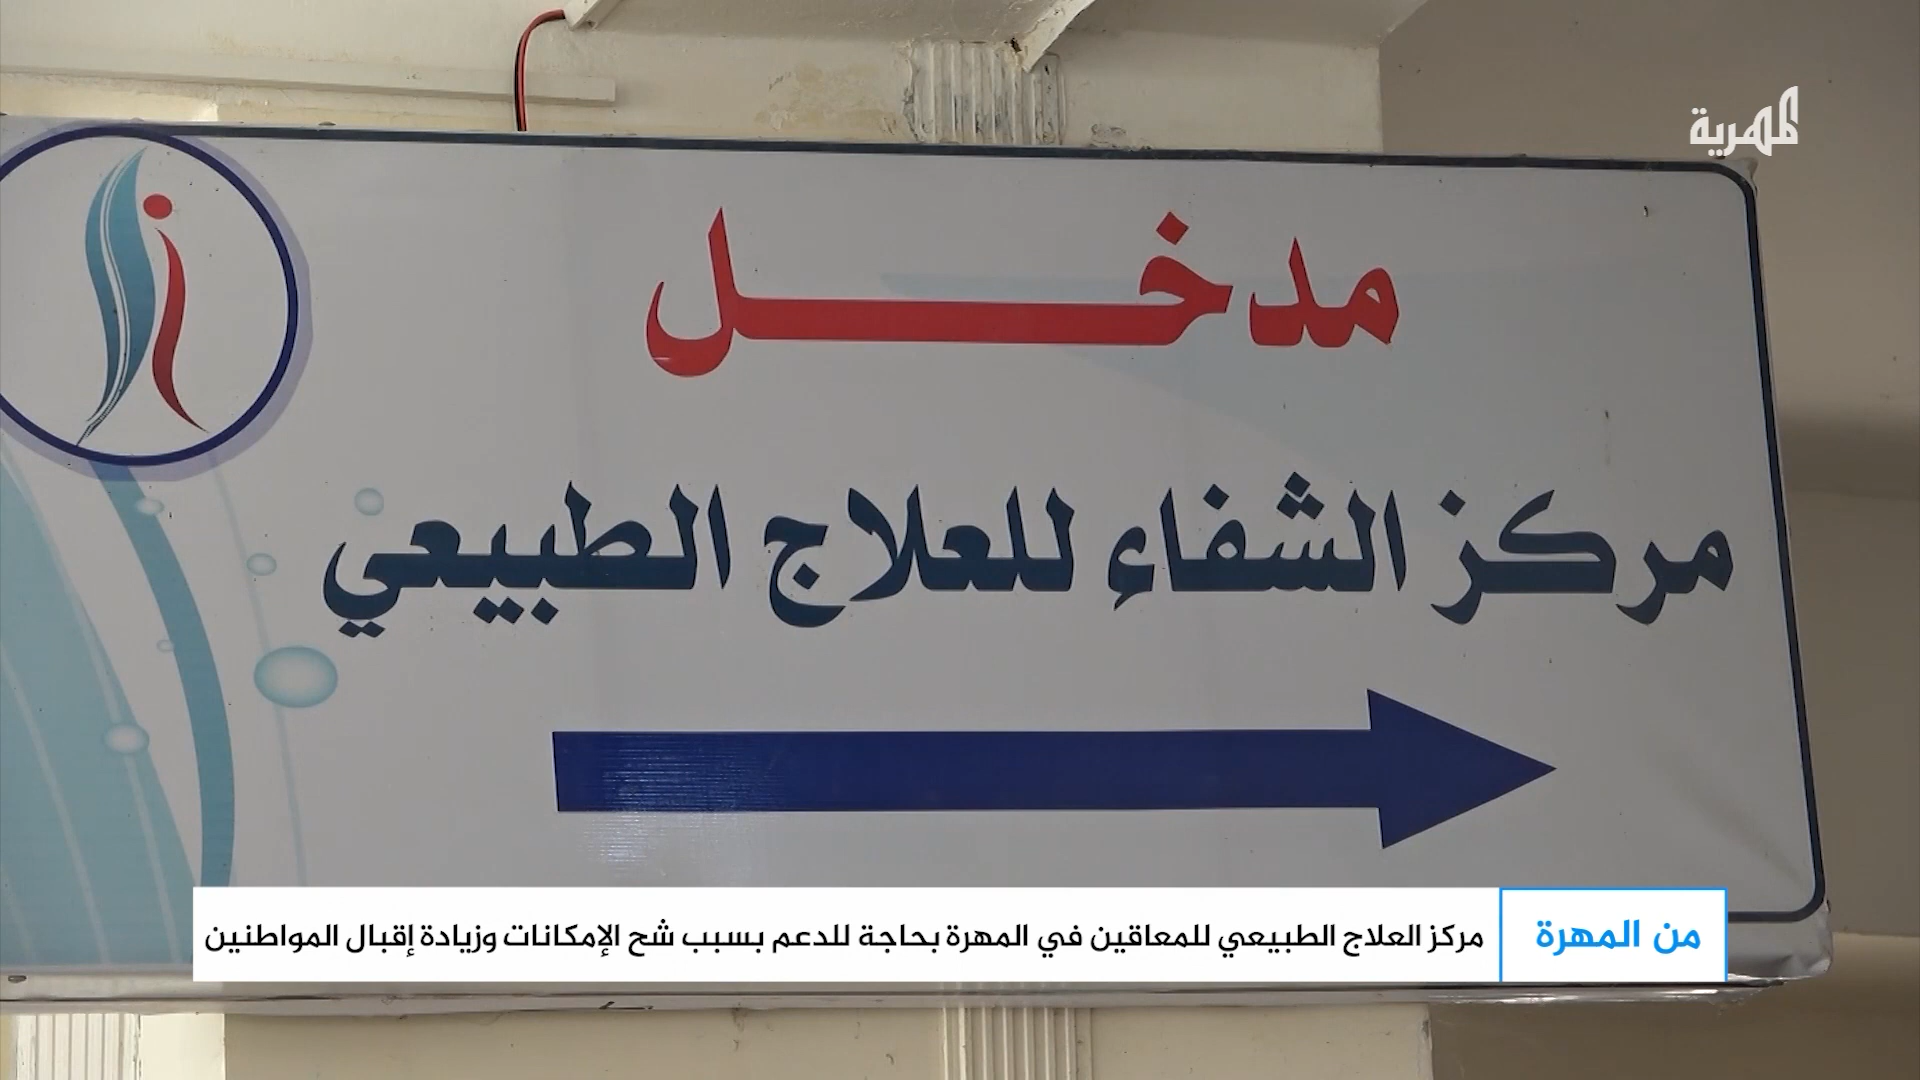 المهرية
مدخل
مركز الشفاء للعلاج الطبيعي
من المهرة
مركز العلاج الطبيعي للمعاقين في المهرة بحاجة للدعم بسبب شح الإمكانات وزيادة إقبال المواطنين